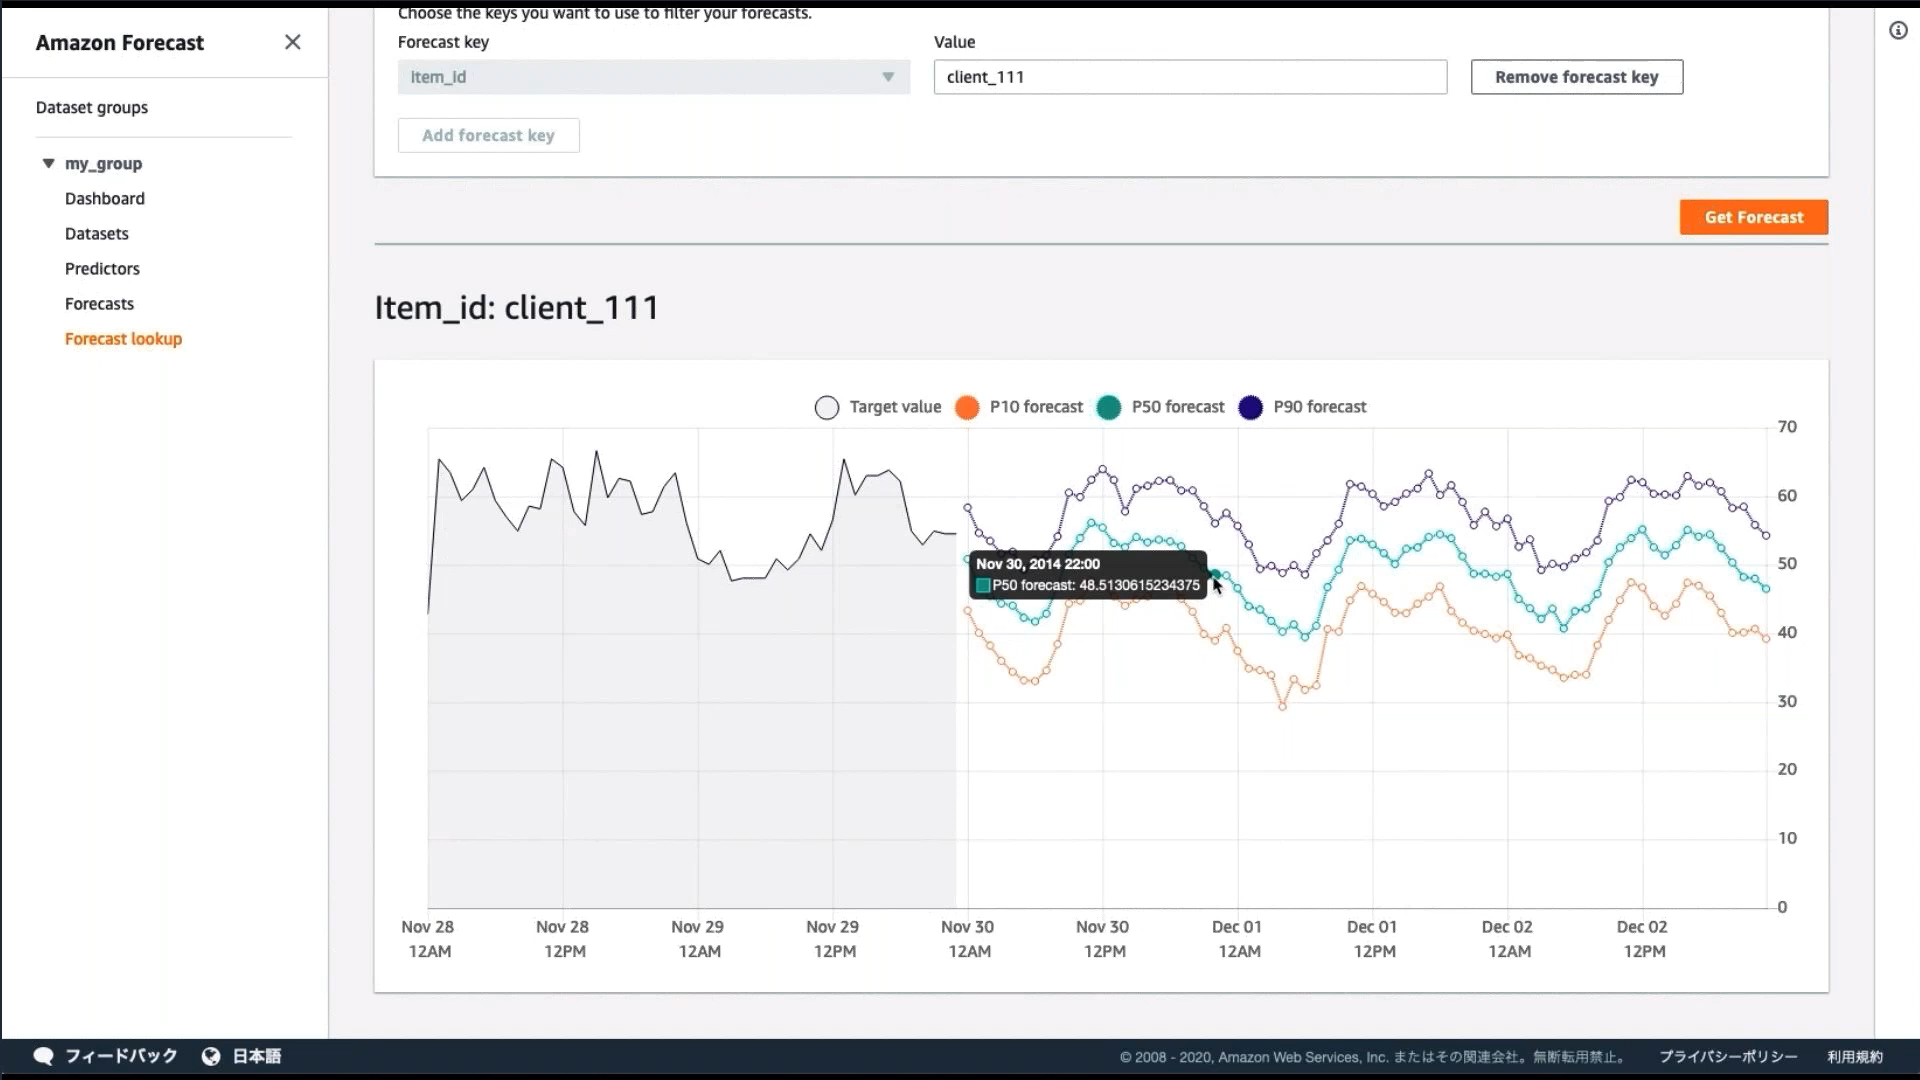 Amazon Forecast
Dataset groups
my_group
Dashboard
Datasets
Predictors
Forecasts
Forecast lookup
Choose the keys you want to use to filter your forecasts.
Forecast key
Value
item_id
client_111
Remove forecast key
Add forecast key
Get Forecast
Item_id: client_111
Target value P10 forecast P50 forecast P90 forecast
70
60
50
40
30
20
10
0
Nov 30, 2014 22:00
P50 forecast: 48.5130615234375
Nov 28 Nov 28 Nov 29 Nov 29 Nov 30 Nov 30 Dec 01 Dec 01 Dec 02 Dec 02
12AM 12PM 12AM 12PM 12AM 12PM 12AM 12PM 12AM 12PM
フィードバック 日本語 © 2008 - 2020, Amazon Web Services, Inc. またはその関連会社。無断転用禁止。 プライバシーポリシー 利用規約